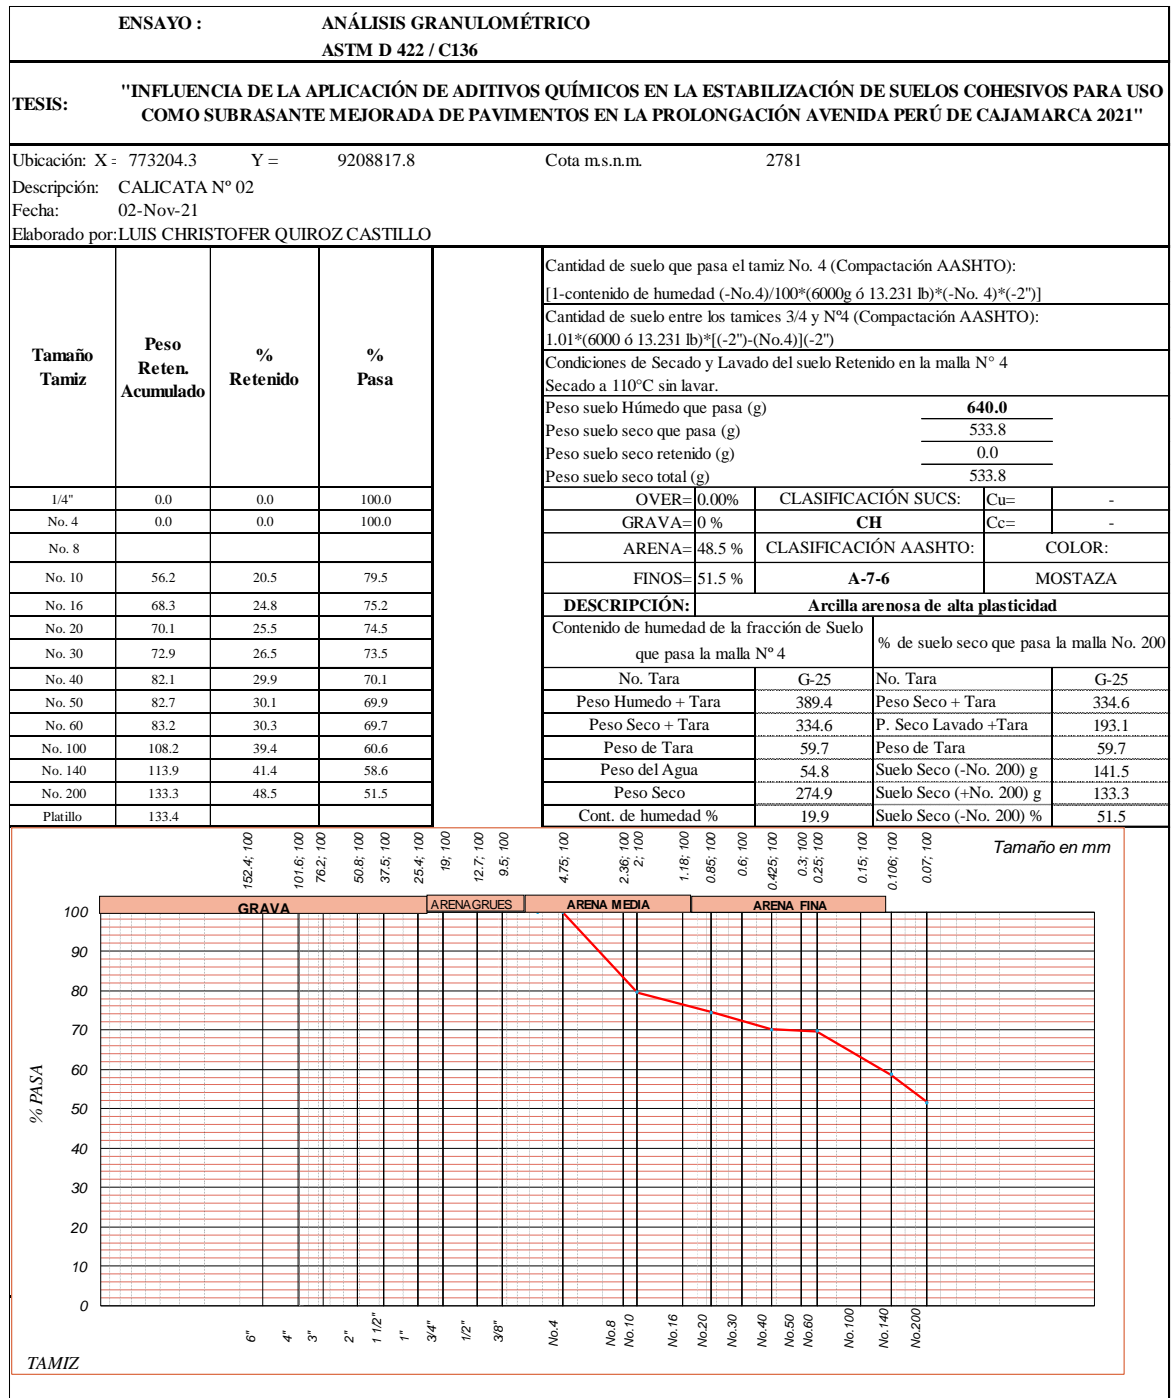 ENSAYO : ANÁLISIS GRANULOMÉTRICO
ASTM D 422 / C136
TESIS: "INFLUENCIA DE LA APLICACIÓN DE ADITIVOS QUÍMICOS EN LA ESTABILIZACIÓN DE SUELOS COHESIVOS PARA USO
COMO SUBRASANTE MEJORADA DE PAVIMENTOS EN LA PROLONGACIÓN AVENIDA PERÚ DE CAJAMARCA 2021"
Ubicación: X = 773204.3 Y = 9208817.8 Cota m.s.n.m. 2781
Descripción: CALICATA Nº 02
Fecha: 02-Nov-21
Elaborado por: LUIS CHRISTOFER QUIROZ CASTILLO
Tamaño Tamiz Peso Reten. Acumulado % Retenido % Pasa
1/4" 0.0 0.0 100.0
No. 4 0.0 0.0 100.0
No. 8
No. 10 56.2 20.5 79.5
No. 16 68.3 24.8 75.2
No. 20 70.1 25.5 74.5
No. 30 72.9 26.5 73.5
No. 40 82.1 29.9 70.1
No. 50 82.7 30.1 69.9
No. 60 83.2 30.3 69.7
No. 100 108.2 39.4 60.6
No. 140 113.9 41.4 58.6
No. 200 133.3 48.5 51.5
Platillo 133.4
Cantidad de suelo que pasa el tamiz No. 4 (Compactación AASHTO):
[1-contenido de humedad (-No.4)/100*(6000g ó 13.231 lb)*(-No. 4)*(-2")]
Cantidad de suelo entre los tamices 3/4 y Nº4 (Compactación AASHTO):
1.01*(6000 ó 13.231 lb)*[(-2")-(No.4)](-2")
Condiciones de Secado y Lavado del suelo Retenido en la malla N° 4
Secado a 110°C sin lavar.
Peso suelo Húmedo que pasa (g) 640.0
Peso suelo seco que pasa (g) 533.8
Peso suelo seco retenido (g) 0.0
Peso suelo seco total (g) 533.8
OVER= 0.00% CLASIFICACIÓN SUCS: Cu= -
GRAVA= 0 % CH Cc= -
ARENA= 48.5 % CLASIFICACIÓN AASHTO: COLOR:
FINOS= 51.5 % A-7-6 MOSTAZA
DESCRIPCIÓN: Arcilla arenosa de alta plasticidad
Contenido de humedad de la fracción de Suelo
que pasa la malla Nº 4
% de suelo seco que pasa la malla No. 200
No. Tara G-25 No. Tara G-25
Peso Humedo + Tara 389.4 Peso Seco + Tara 334.6
Peso Seco + Tara 334.6 P. Seco Lavado +Tara 193.1
Peso de Tara 59.7 Peso de Tara 59.7
Peso del Agua 54.8 Suelo Seco (-No. 200) g 141.5
Peso Seco 274.9 Suelo Seco (+No. 200) g 133.3
Cont. de humedad % 19.9 Suelo Seco (-No. 200) % 51.5
152.4; 100
101.6; 100
76.2; 100
50.8; 100
37.5; 100
25.4; 100
19; 100
12.7; 100
9.5; 100
4.75; 100
2.36; 100
2; 100
1.18; 100
0.85; 100
0.6; 100
0.425; 100
0.3; 100
0.25; 100
0.15; 100
0.106; 100
0.07; 100
Tamaño en mm
GRAVA ARENAGRUES ARENA MEDIA ARENA FINA
100
90
80
70
60
50
40
30
20
10
0
% PASA
6"
4"
3"
2"
1 1/2"
1"
3/4"
1/2"
3/8"
No.4
No.8
No.10
No.16
No.20
No.30
No.40
No.50
No.60
No.100
No.140
No.200
TAMIZ